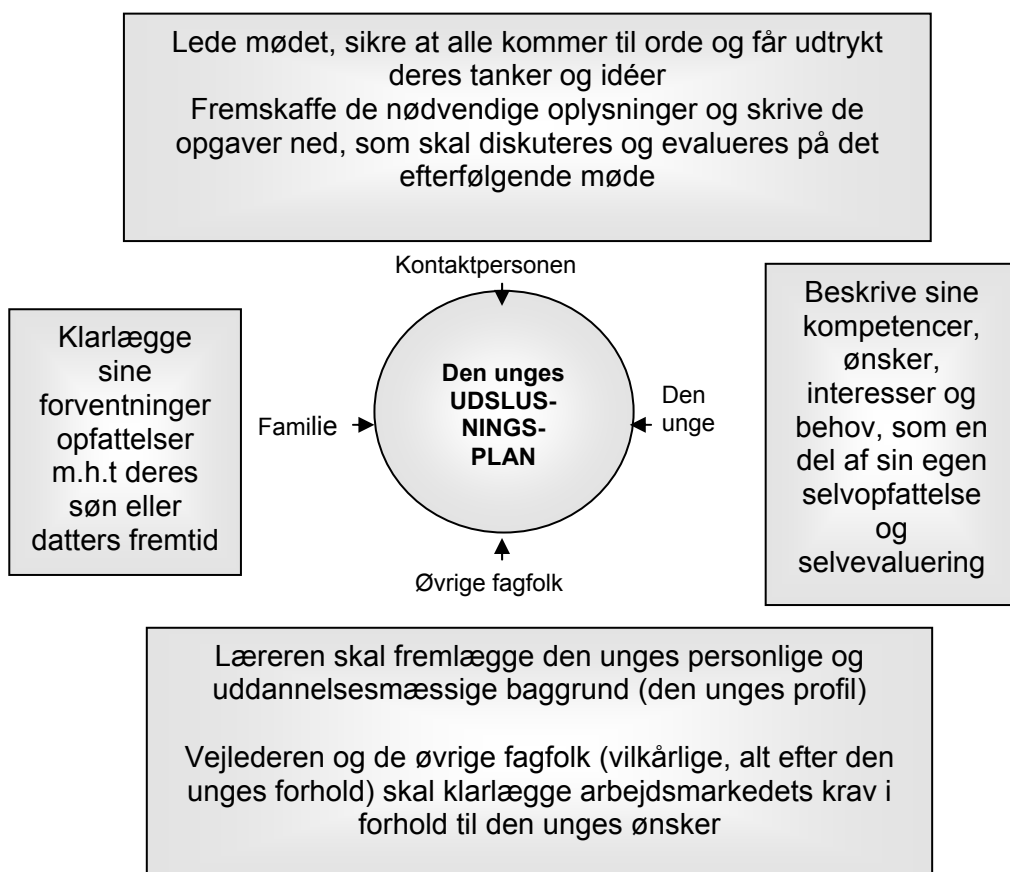 Lede mødet, sikre at alle kommer til orde og får udtrykt
deres tanker og idéer
Fremskaffe de nødvendige oplysninger og skrive de
opgaver ned, som skal diskuteres og evalueres på det
efterfølgende møde
Kontaktpersonen
Klarlægge
sine
forventninger
opfattelser
m.h.t deres
søn eller
datters fremtid
Familie
Den unges
UDSLUS-
NINGS-
PLAN
Den
unge
Beskrive sine
kompetencer,
ønsker,
interesser og
behov, som en
del af sin egen
selvopfattelse
og
selvevaluering
Øvrige fagfolk
Læreren skal fremlægge den unges personlige og
uddannelsesmæssige baggrund (den unges profil)
Vejlederen og de øvrige fagfolk (vilkårlige, alt efter den
unges forhold) skal klarlægge arbejdsmarkedets krav i
forhold til den unges ønsker